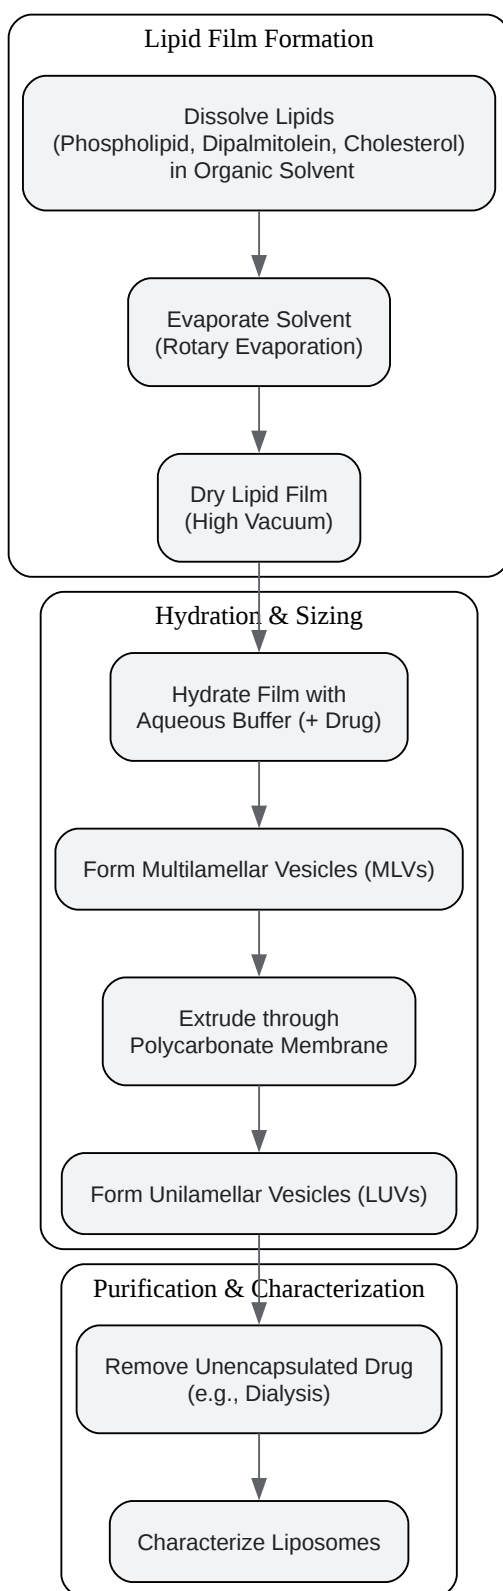 Lipid Film Formation
Dissolve Lipids
(Phospholipid, Dipalmitolein, Cholesterol)
in Organic Solvent
Evaporate Solvent
(Rotary Evaporation)
Dry Lipid Film
(High Vacuum)
Hydration & Sizing
Hydrate Film with
Aqueous Buffer (+ Drug)
Form Multilamellar Vesicles (MLVs)
Extrude through
Polycarbonate Membrane
Form Unilamellar Vesicles (LUVs)
Purification & Characterization
Remove Unencapsulated Drug
(e.g., Dialysis)
Characterize Liposomes